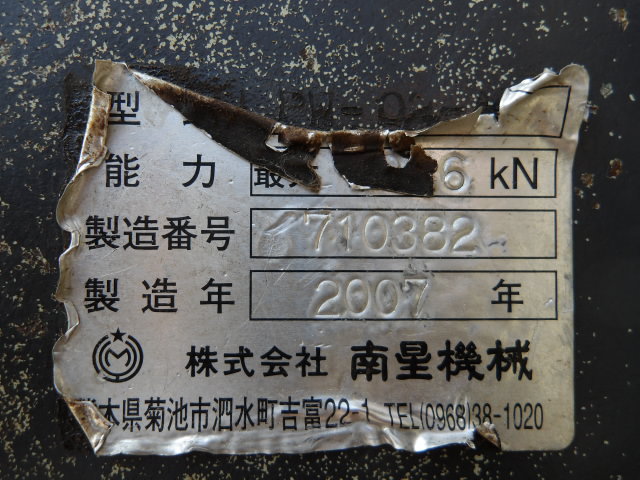 型
能力 最 6 kN
製造番号 710382
製造年 2007 年
株式会社 南星機械
本県菊池市泗水町吉富22-1 TEL(0968)38-1020